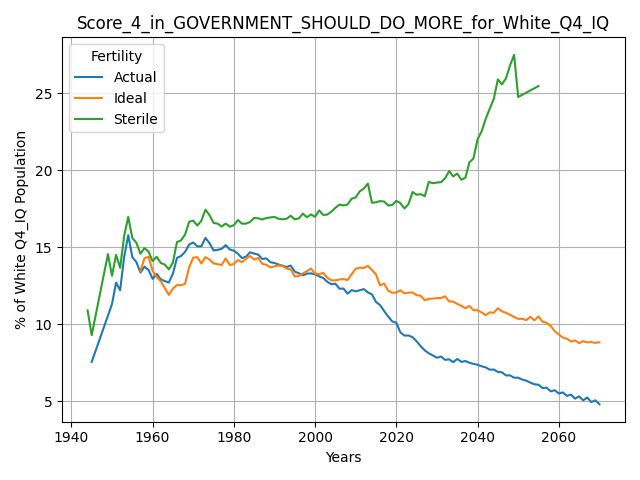 Score_4_in_GOVERNMENT_SHOULD_DO_MORE_for_White_Q4_IQ
Fertility
Actual
Ideal
Sterile
% of White Q4_IQ Population
25
20
15
10
5
1940 1960 1980 2000 2020 2040 2060
Years